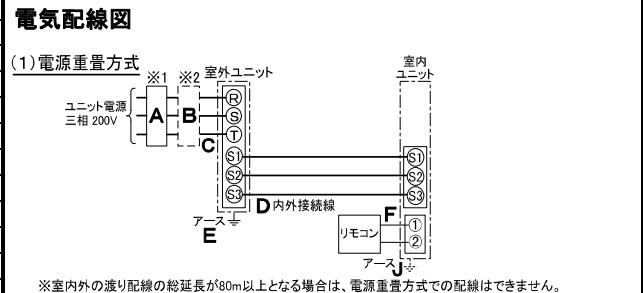 電気配線図
(1)電源重畳方式
※1 ※2 室外ユニット
室内
ユニット
ユニット電源
三相 200V
A
B
C
R
S
T
S1
S2
S3
S1
S2
S3
D 内外接続線
アース
E
リモコン
F
①
②
アース
J
※室内外の渡り配線の総延長が80m以上となる場合は、電源重畳方式での配線はできません。